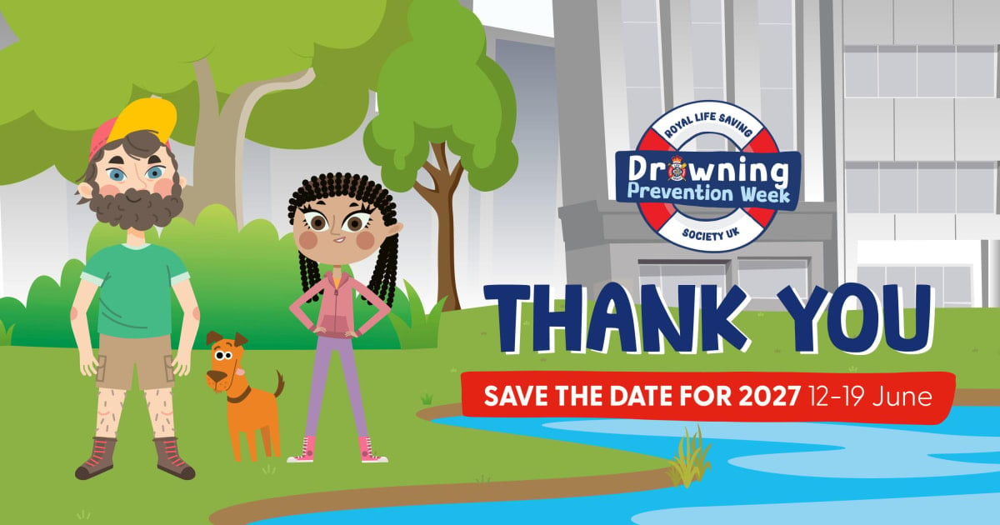 ROYAL LIFE SAVING
Drowning
Prevention Week
SOCIETY UK
THANK YOU
SAVE THE DATE FOR 2027 12-19 June